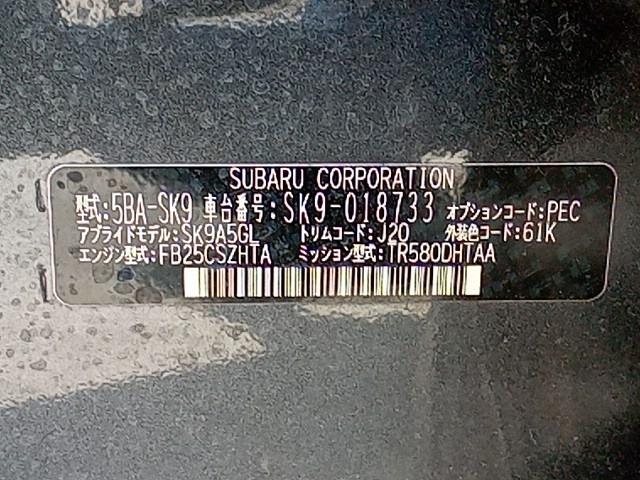 SUBARU CORPORATION
型式:5BA-SK9 車台番号:SK9-018733 オプションコード:PEC
アプライドモデル:SK9A5GL トリムコード:J20 外装色コード:61K
エンジン型式:FB25CSZHTA ミッション型式:TR580DHTAA